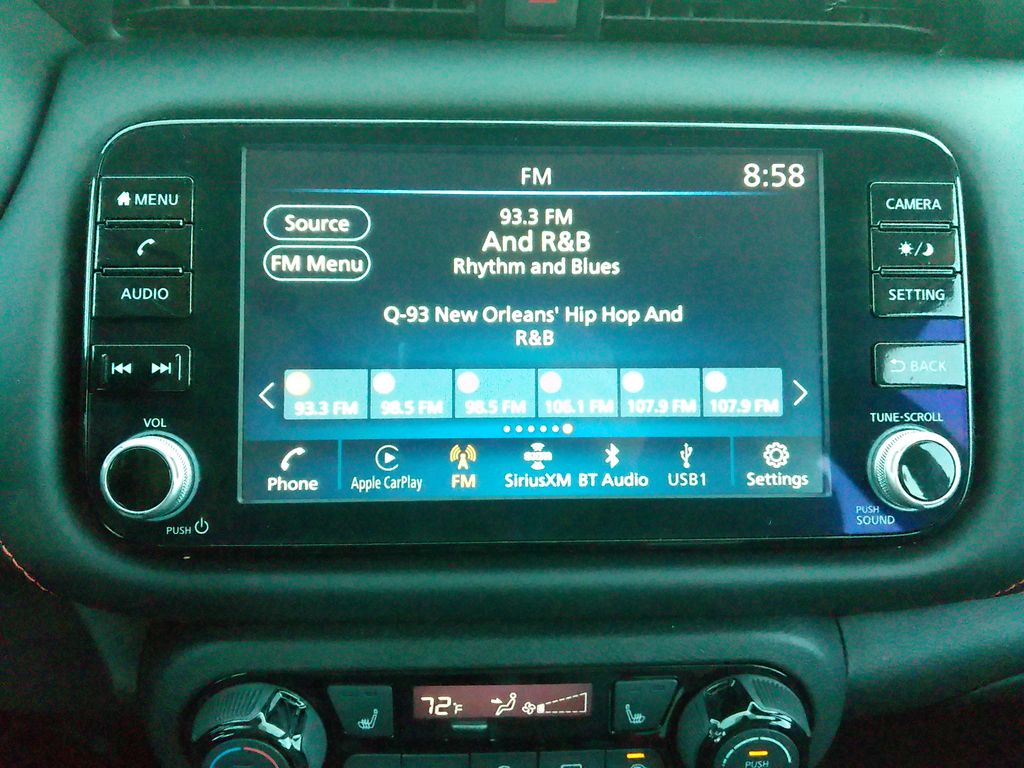 FM
8:58
MENU
CAMERA
Source
93.3 FM
And R&B
FM Menu
Rhythm and Blues
AUDIO
SETTING
Q-93 New Orleans' Hip Hop And
R&B
BACK
93.3 FM 98.5 FM 98.5 FM 106.1 FM 107.9 FM 107.9 FM
VOL
TUNE•SCROLL
Phone Apple CarPlay FM SiriusXM BT Audio USB1 Settings
PUSH
PUSH
SOUND
72°F
PUSH